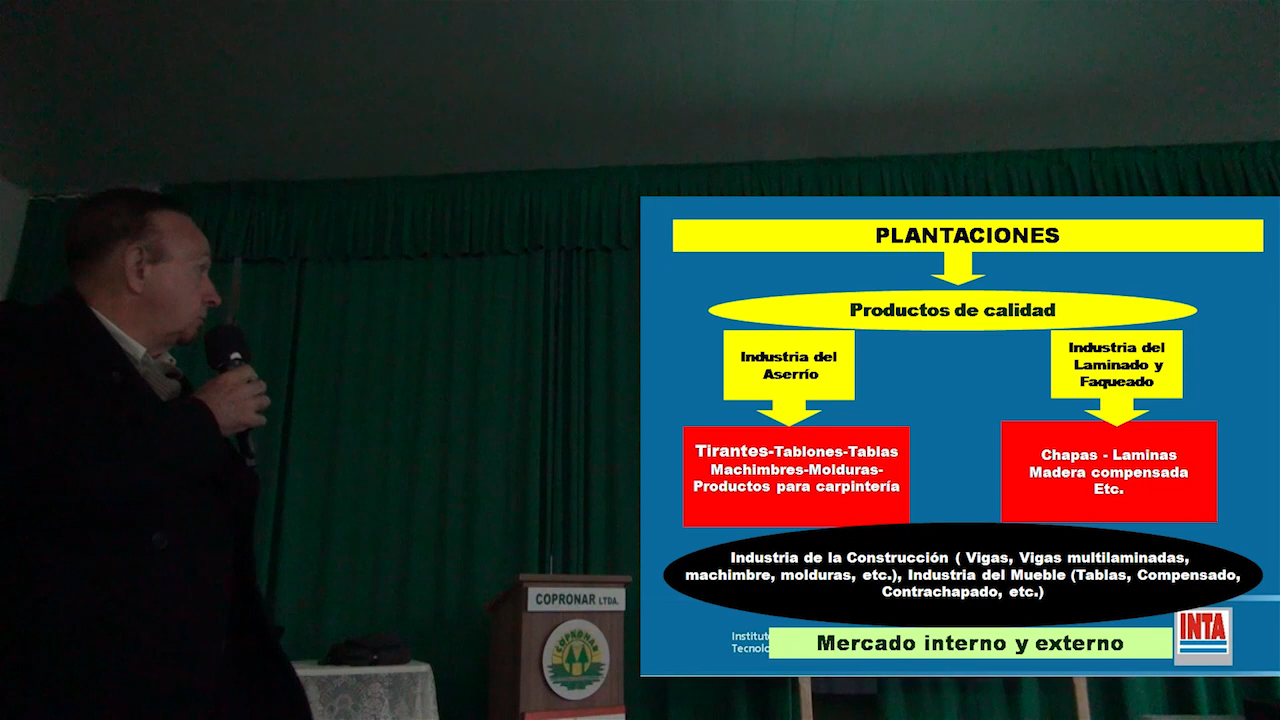 PLANTACIONES
Productos de calidad
Industria del
Aserrío
Industria del
Laminado y
Faqueado
Tirantes-Tablones-Tablas
Machimbres-Molduras-
Productos para carpintería
Chapas - Laminas
Madera compensada
Etc.
Industria de la Construcción ( Vigas, Vigas multilaminadas,
machimbre, molduras, etc.), Industria del Mueble (Tablas, Compensado,
Contrachapado, etc.)
Mercado interno y externo
INTA
COPRONAR LTDA.
COPRONAR